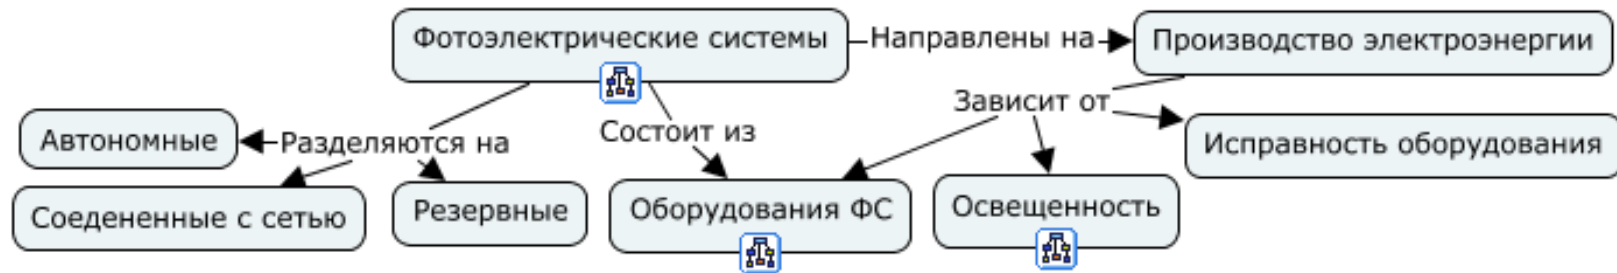 Фотоэлектрические системы
Направлены на
Производство электроэнергии
Зависит от
Автономные
Разделяются на
Состоит из
Исправность оборудования
Соедененные с сетью
Резервные
Оборудования ФС
Освещенность